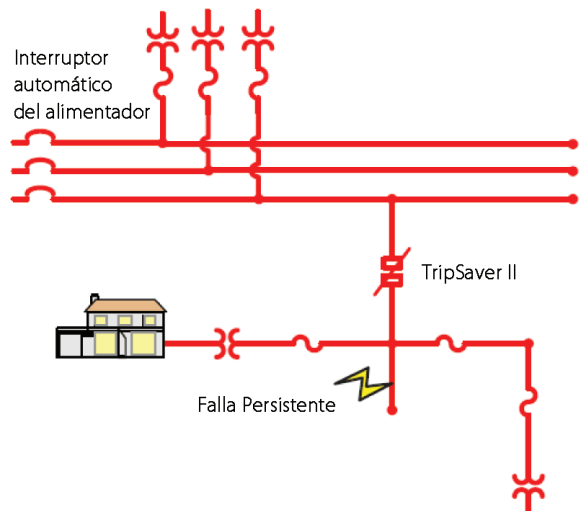 Interruptor
automático
del alimentador
TripSaver II
Falla Persistente